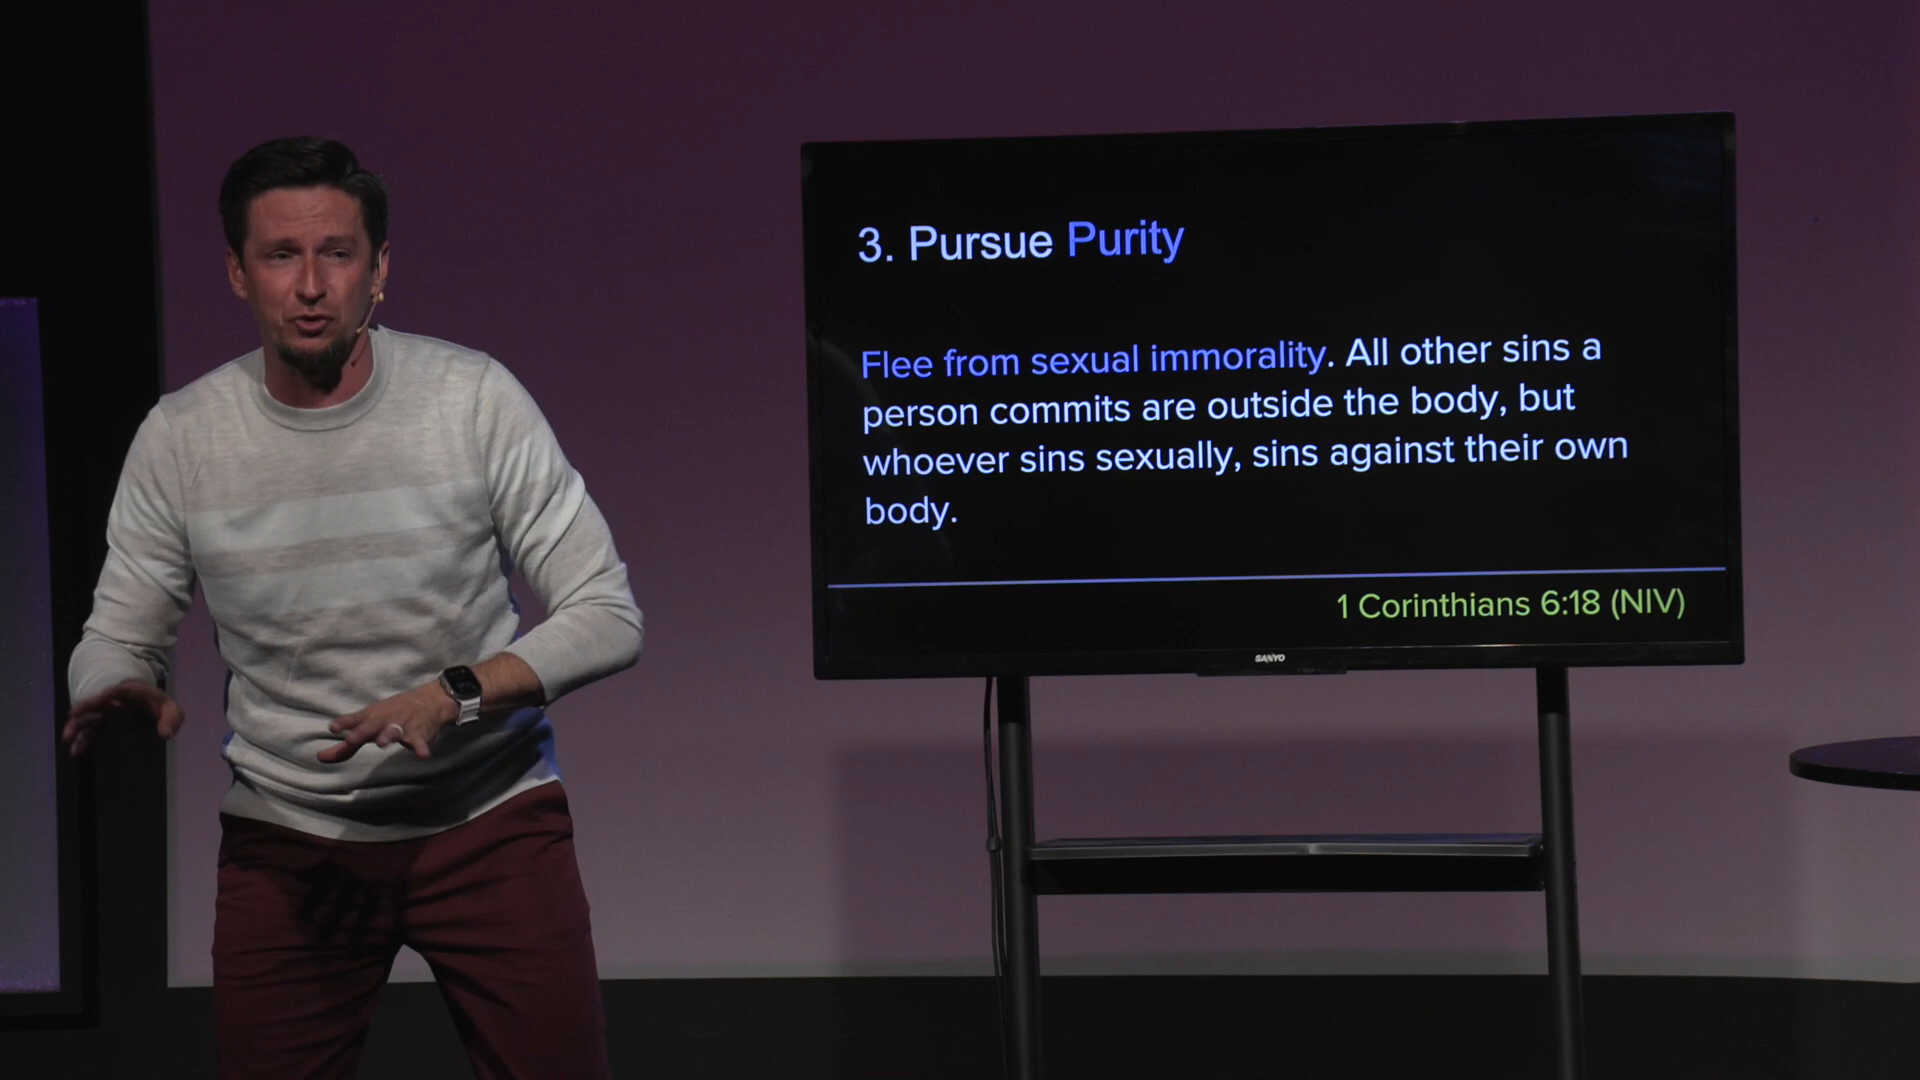 3. Pursue Purity
Flee from sexual immorality. All other sins a
person commits are outside the body, but
whoever sins sexually, sins against their own
body.
1 Corinthians 6:18 (NIV)
SANYO